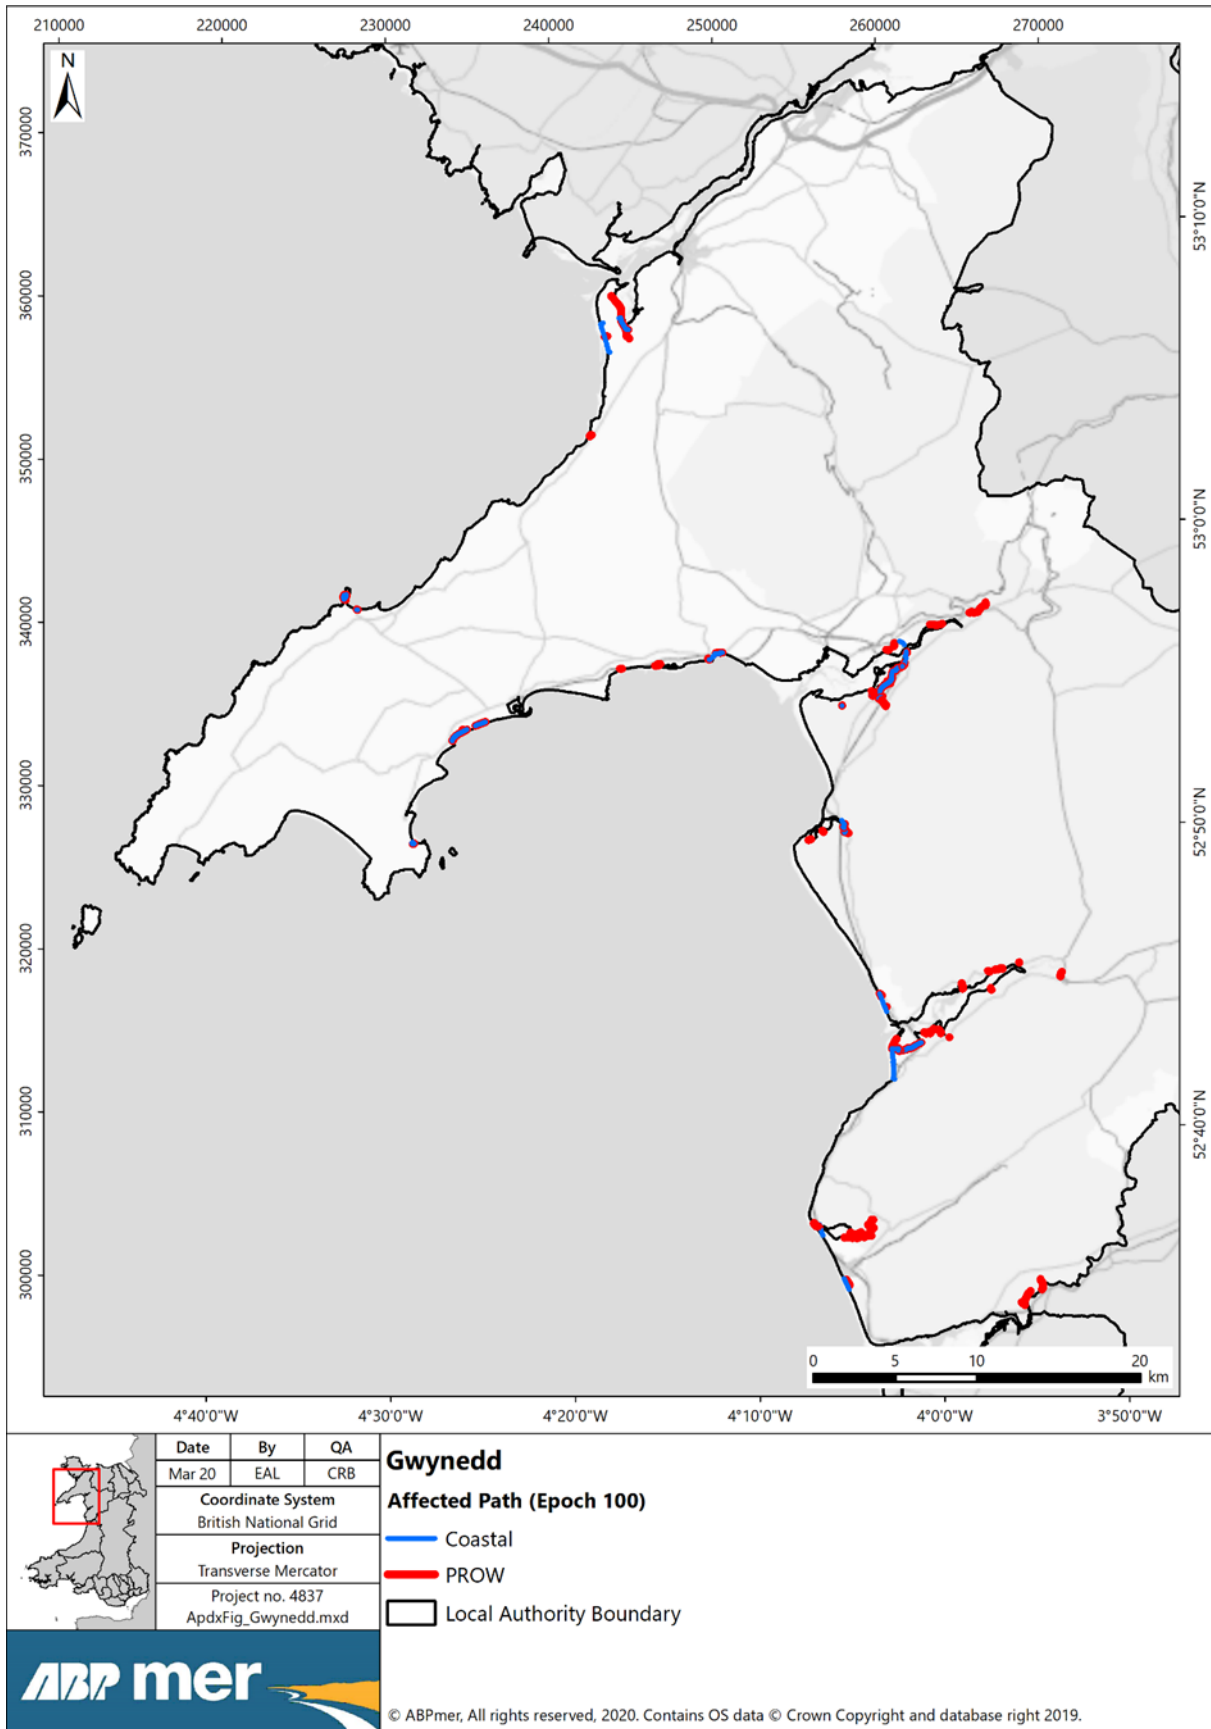 210000 220000 230000 240000 250000 260000 270000
N
370000
360000
350000
340000
330000
320000
310000
300000
53°10'0"N
53°0'0"N
52°50'0"N
52°40'0"N
0 5 10 20
km
4°40'0"W 4°30'0"W 4°20'0"W 4°10'0"W 4°0'0"W 3°50'0"W
Date By QA
Mar 20 EAL CRB
Coordinate System
British National Grid
Projection
Transverse Mercator
Project no. 4837
ApdxFig_Gwynedd.mxd
ABPmer
Gwynedd
Affected Path (Epoch 100)
Coastal
PROW
Local Authority Boundary
© ABPmer, All rights reserved, 2020. Contains OS data © Crown Copyright and database right 2019.